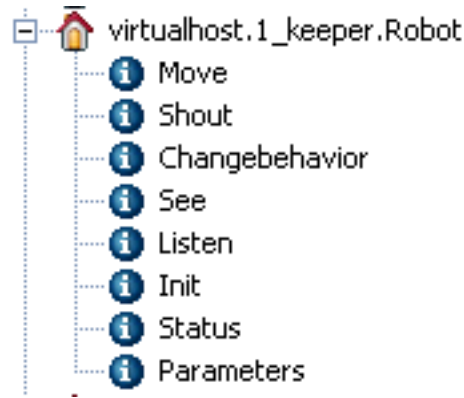 virtualhost.1_keeper.Robot
Move
Shout
Changebehavior
See
Listen
Init
Status
Parameters